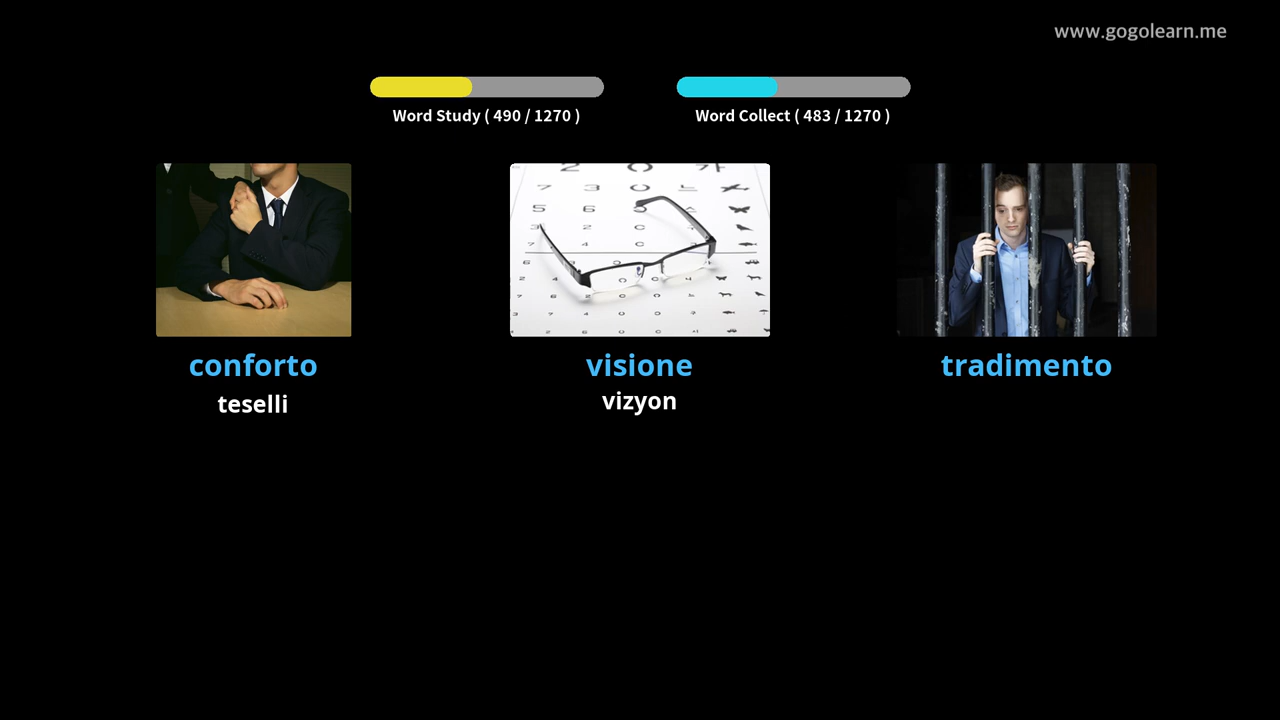 www.gogolearn.me
Word Study ( 490 / 1270 )
Word Collect ( 483 / 1270 )
conforto
teselli
visione
vizyon
tradimento